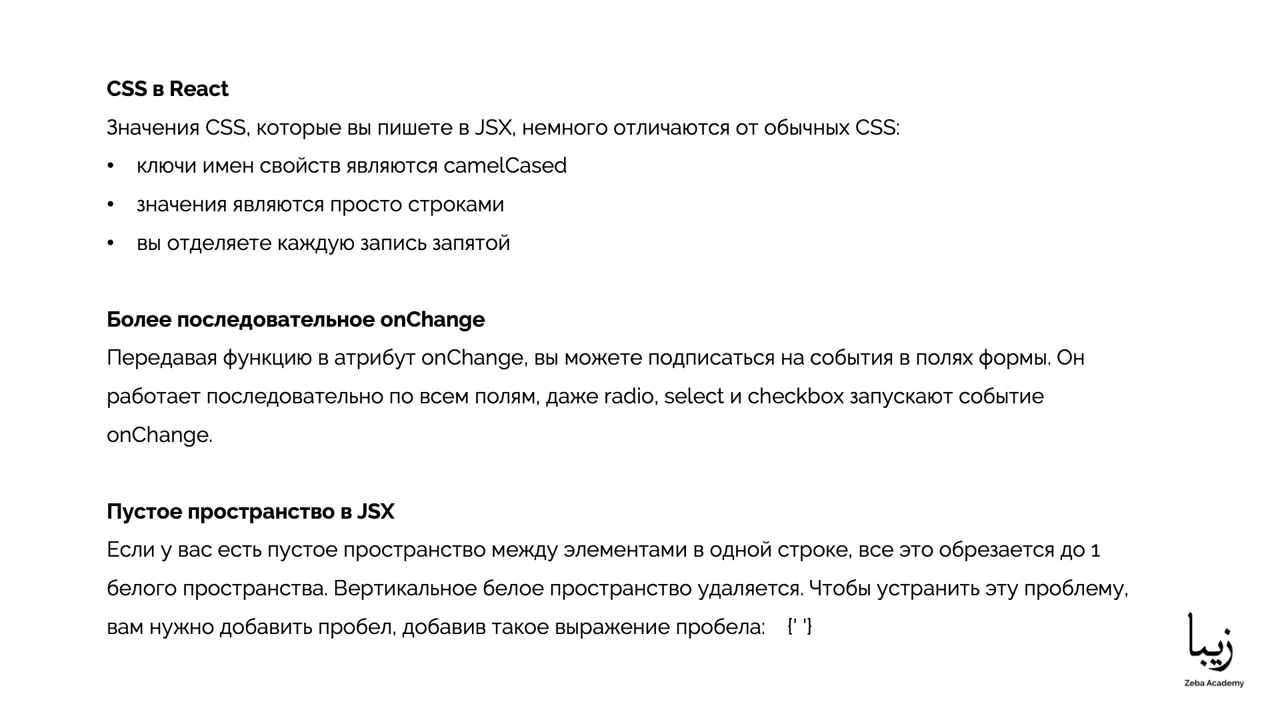 CSS в React
Значения CSS, которые вы пишете в JSX, немного отличаются от обычных CSS:
• ключи имен свойств являются camelCased
• значения являются просто строками
• вы отделяете каждую запись запятой
Более последовательное onChange
Передавая функцию в атрибут onChange, вы можете подписаться на события в полях формы. Он
работает последовательно по всем полям, даже radio, select и checkbox запускают событие
onChange.
Пустое пространство в JSX
Если у вас есть пустое пространство между элементами в одной строке, все это обрезается до 1
белого пространства. Вертикальное белое пространство удаляется. Чтобы устранить эту проблему,
вам нужно добавить пробел, добавив такое выражение пробела: {' '}
زیبا
Zeba Academy